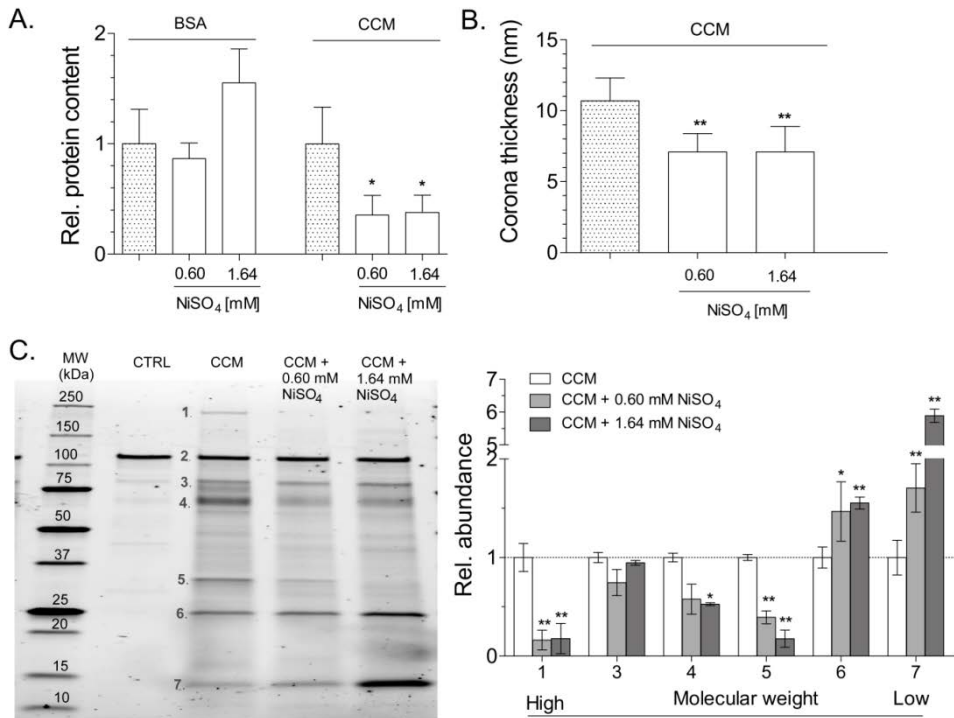 A.
BSA
CCM
Rel. protein content
2
1
0
0.60
1.64
0.60
1.64
NiSO4 [mM]
NiSO4 [mM]
*
*
B.
CCM
Corona thickness (nm)
15
10
5
0
**
**
0.60
1.64
NiSO4 [mM]
C.
MW
(kDa)
CTRL
CCM
CCM +
0.60 mM
NiSO4
CCM +
1.64 mM
NiSO4
250
150
100
75
50
37
25
20
15
10
1.
2.
3.
4.
5.
6.
7.
CCM
CCM + 0.60 mM NiSO4
CCM + 1.64 mM NiSO4
Rel. abundance
7
6
5
2
1
0
** **
*
** **
* **
** **
1 3 4 5 6 7
High Molecular weight Low